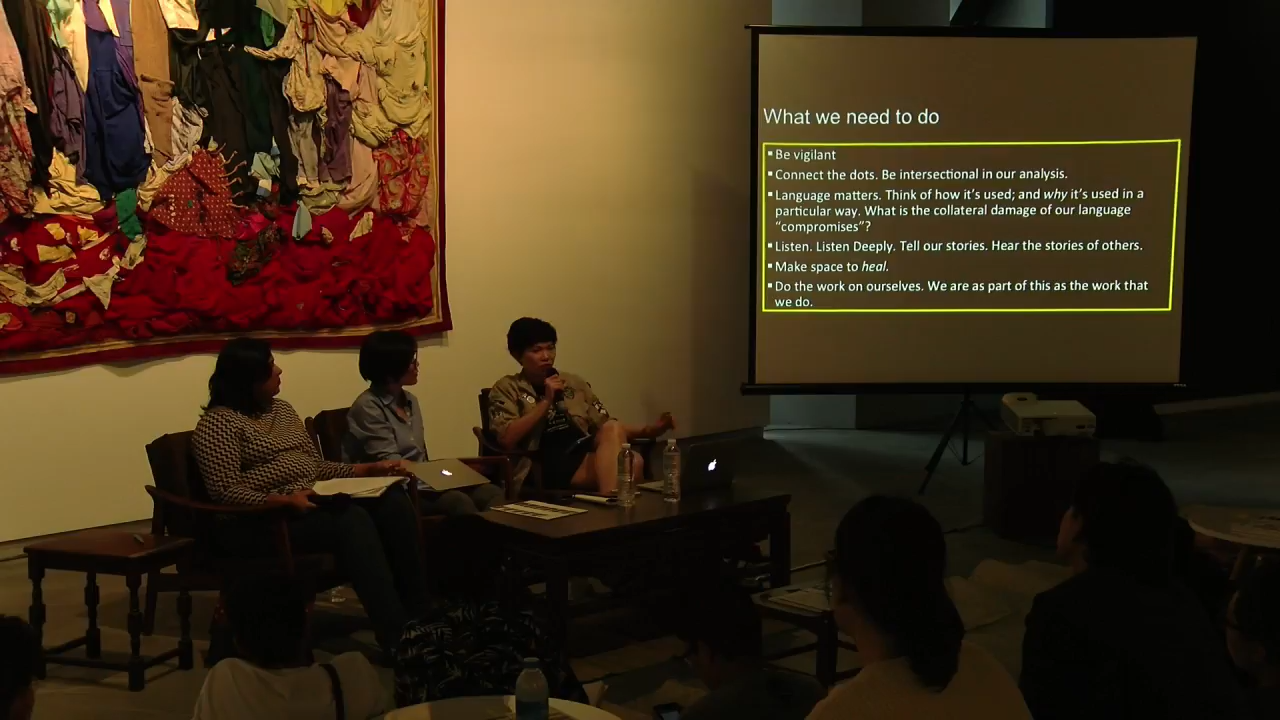 What we need to do
▪ Be vigilant
▪ Connect the dots. Be intersectional in our analysis.
▪ Language matters. Think of how it's used; and why it's used in a
particular way. What is the collateral damage of our language
"compromises"?
▪ Listen. Listen Deeply. Tell our stories. Hear the stories of others.
▪ Make space to heal.
▪ Do the work on ourselves. We are as part of this as the work that
we do.